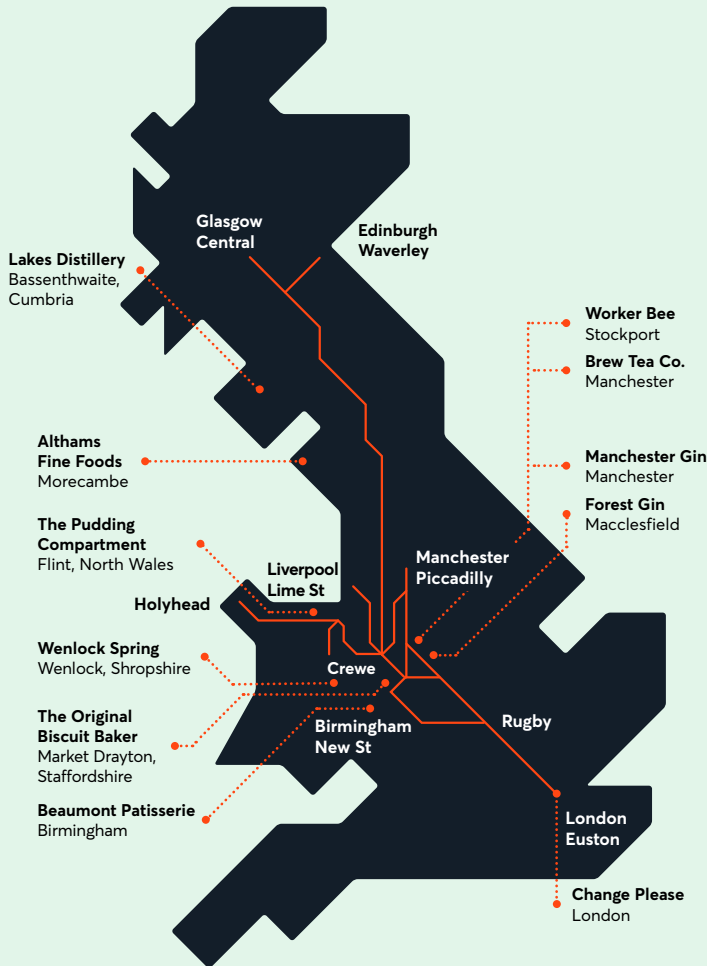 Glasgow
Central
Edinburgh
Waverley
Lakes Distillery
Bassenthwaite,
Cumbria
Worker Bee
Stockport
Brew Tea Co.
Manchester
Althams
Fine Foods
Morecambe
Manchester Gin
Manchester
Forest Gin
Macclesfield
The Pudding
Compartment
Flint, North Wales
Liverpool
Lime St
Manchester
Piccadilly
Holyhead
Wenlock Spring
Wenlock, Shropshire
Crewe
The Original
Biscuit Baker
Market Drayton,
Staffordshire
Birmingham
New St
Rugby
Beaumont Patisserie
Birmingham
London
Euston
Change Please
London